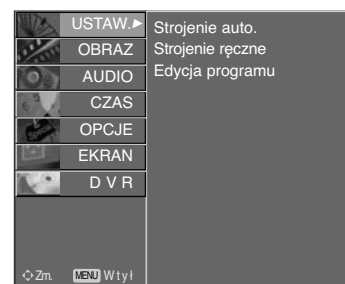 USTAW.
OBRAZ
AUDIO
CZAS
OPCJE
EKRAN
D V R
Zm. MENU Wtył
Strojenie auto.
Strojenie ręczne
Edycja programu